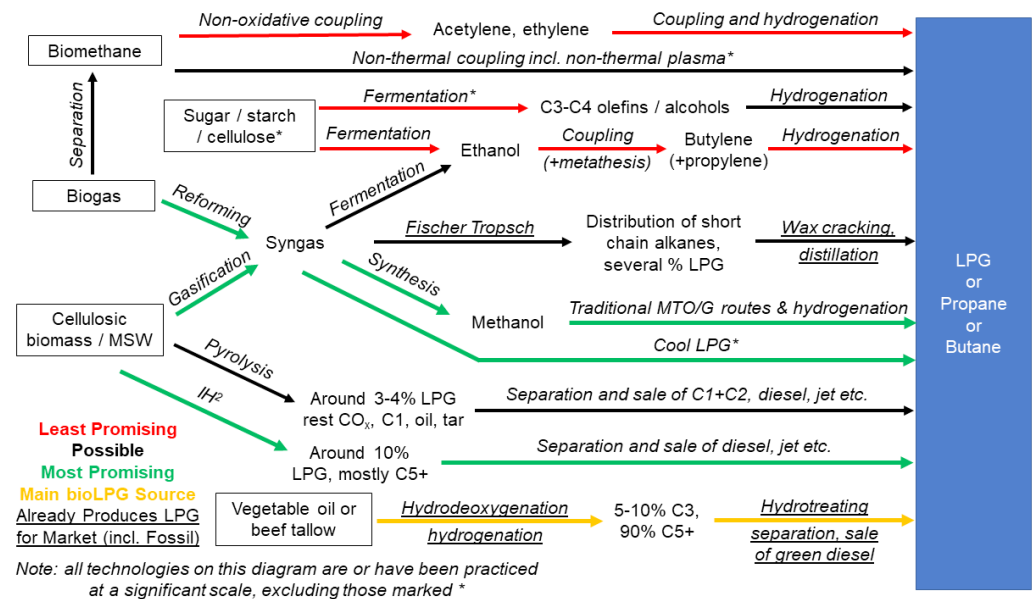 Non-oxidative coupling
Acetylene, ethylene
Coupling and hydrogenation
Biomethane
Non-thermal coupling incl. non-thermal plasma*
Separation
Sugar / starch
/ cellulose*
Fermentation*
C3-C4 olefins / alcohols
Hydrogenation
Fermentation
Ethanol
Coupling
(+metathesis)
Butylene
(+propylene)
Hydrogenation
Biogas
Reforming
Fermentation
Syngas
Fischer Tropsch
Distribution of short
chain alkanes,
several % LPG
Wax cracking,
distillation
Gasification
Synthesis
Methanol
Traditional MTO/G routes & hydrogenation
Cool LPG*
Cellulosic
biomass / MSW
Pyrolysis
Around 3-4% LPG
rest COₓ, C1, oil, tar
Separation and sale of C1+C2, diesel, jet etc.
IH²
Around 10%
LPG, mostly C5+
Separation and sale of diesel, jet etc.
Vegetable oil or
beef tallow
Hydrodeoxygenation
hydrogenation
5-10% C3,
90% C5+
Hydrotreating
separation, sale
of green diesel
LPG
or
Propane
or
Butane
Least Promising
Possible
Most Promising
Main bioLPG Source
Already Produces LPG
for Market (incl. Fossil)
Note: all technologies on this diagram are or have been practiced
at a significant scale, excluding those marked *